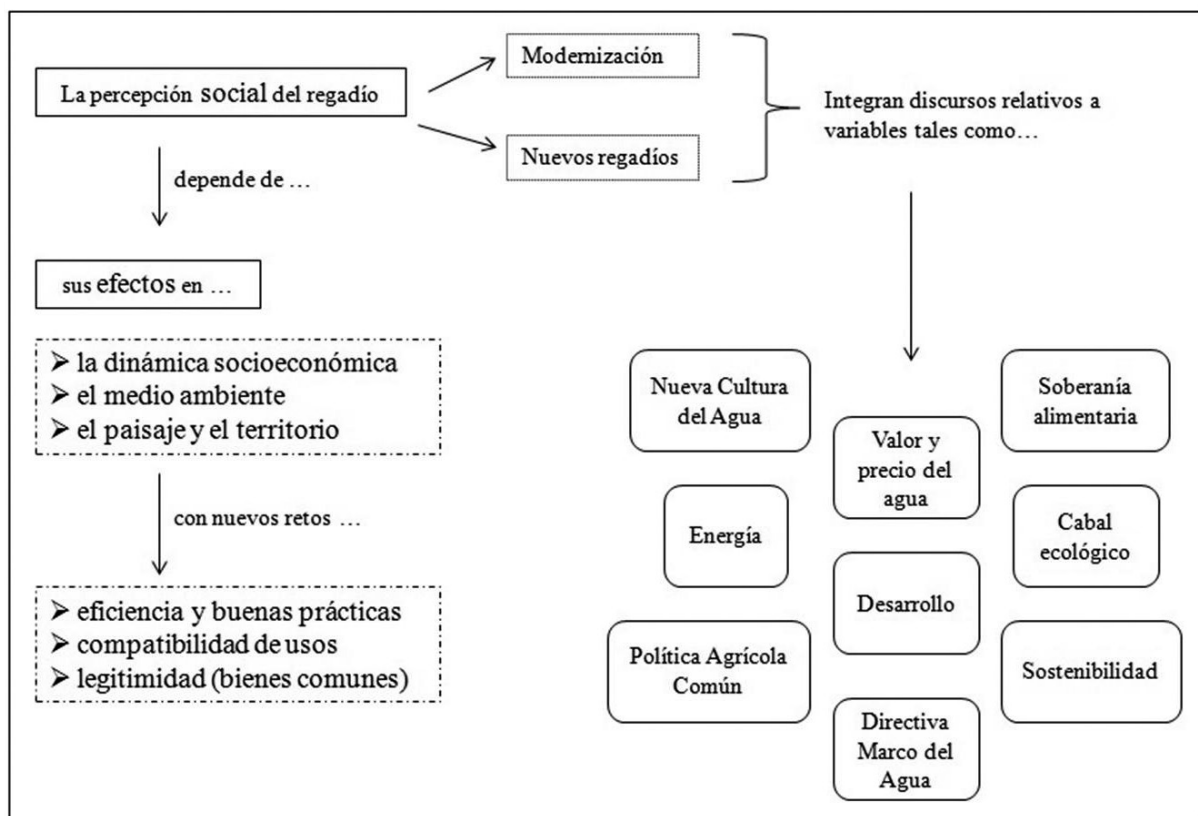 La percepción social del regadío
Modernización
Nuevos regadíos
Integran discursos relativos a
variables tales como…
depende de …
sus efectos en …
➢ la dinámica socioeconómica
➢ el medio ambiente
➢ el paisaje y el territorio
con nuevos retos …
➢ eficiencia y buenas prácticas
➢ compatibilidad de usos
➢ legitimidad (bienes comunes)
Nueva Cultura
del Agua
Valor y
precio del
agua
Soberanía
alimentaria
Energía
Cabal
ecológico
Desarrollo
Política Agrícola
Común
Sostenibilidad
Directiva
Marco del
Agua